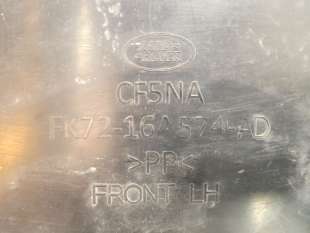 CF5NA
FK72-16A574-AD
>PP<
FRONT LH